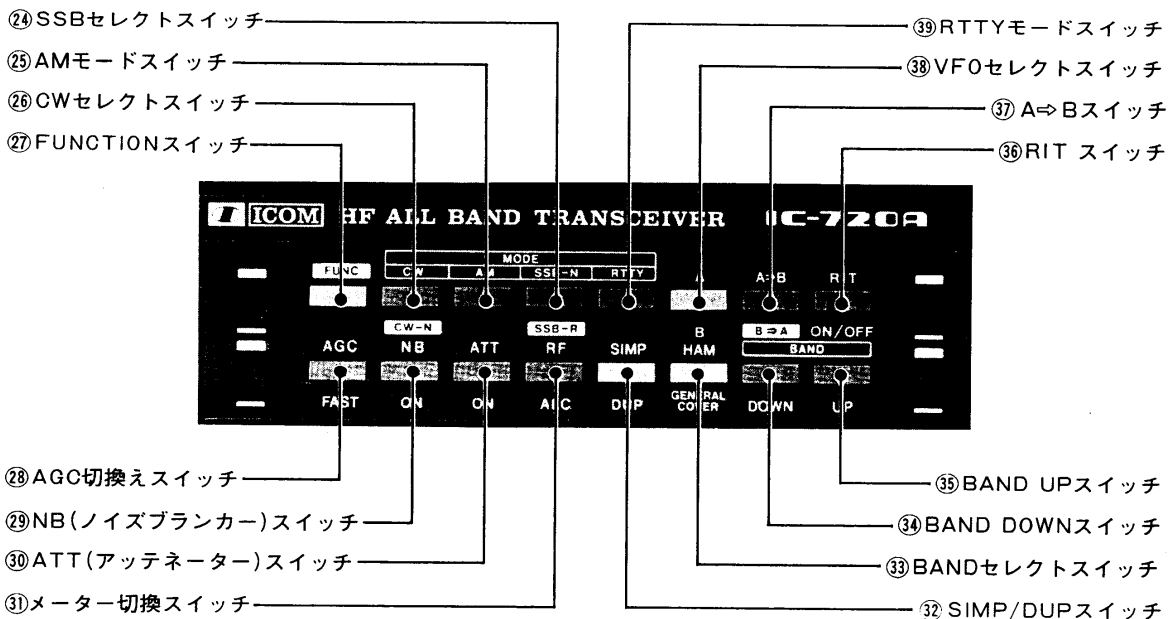 ㉔SSBセレクトスイッチ
㉕AMモードスイッチ
㉖CWセレクトスイッチ
㉗FUNCTIONスイッチ
㊴RTTYモードスイッチ
㊳VFOセレクトスイッチ
㊲A⇨Bスイッチ
㊱RIT スイッチ
ICOM HF ALL BAND TRANSCEIVER IC-720A
MODE
FUNC CW AM SSB-N RTTY A A⇨B RIT
CW-N SSB-R B B⇨A ON/OFF
AGC NB ATT RF SIMP HAM BAND
FAST ON ON ALC DUP GENERAL COVER DOWN UP
㉘AGC切換えスイッチ
㉙NB(ノイズブランカー)スイッチ
㉚ATT(アッテネーター)スイッチ
㉛メーター切換スイッチ
㉟BAND UPスイッチ
㉞BAND DOWNスイッチ
㉝BANDセレクトスイッチ
㉜SIMP/DUPスイッチ